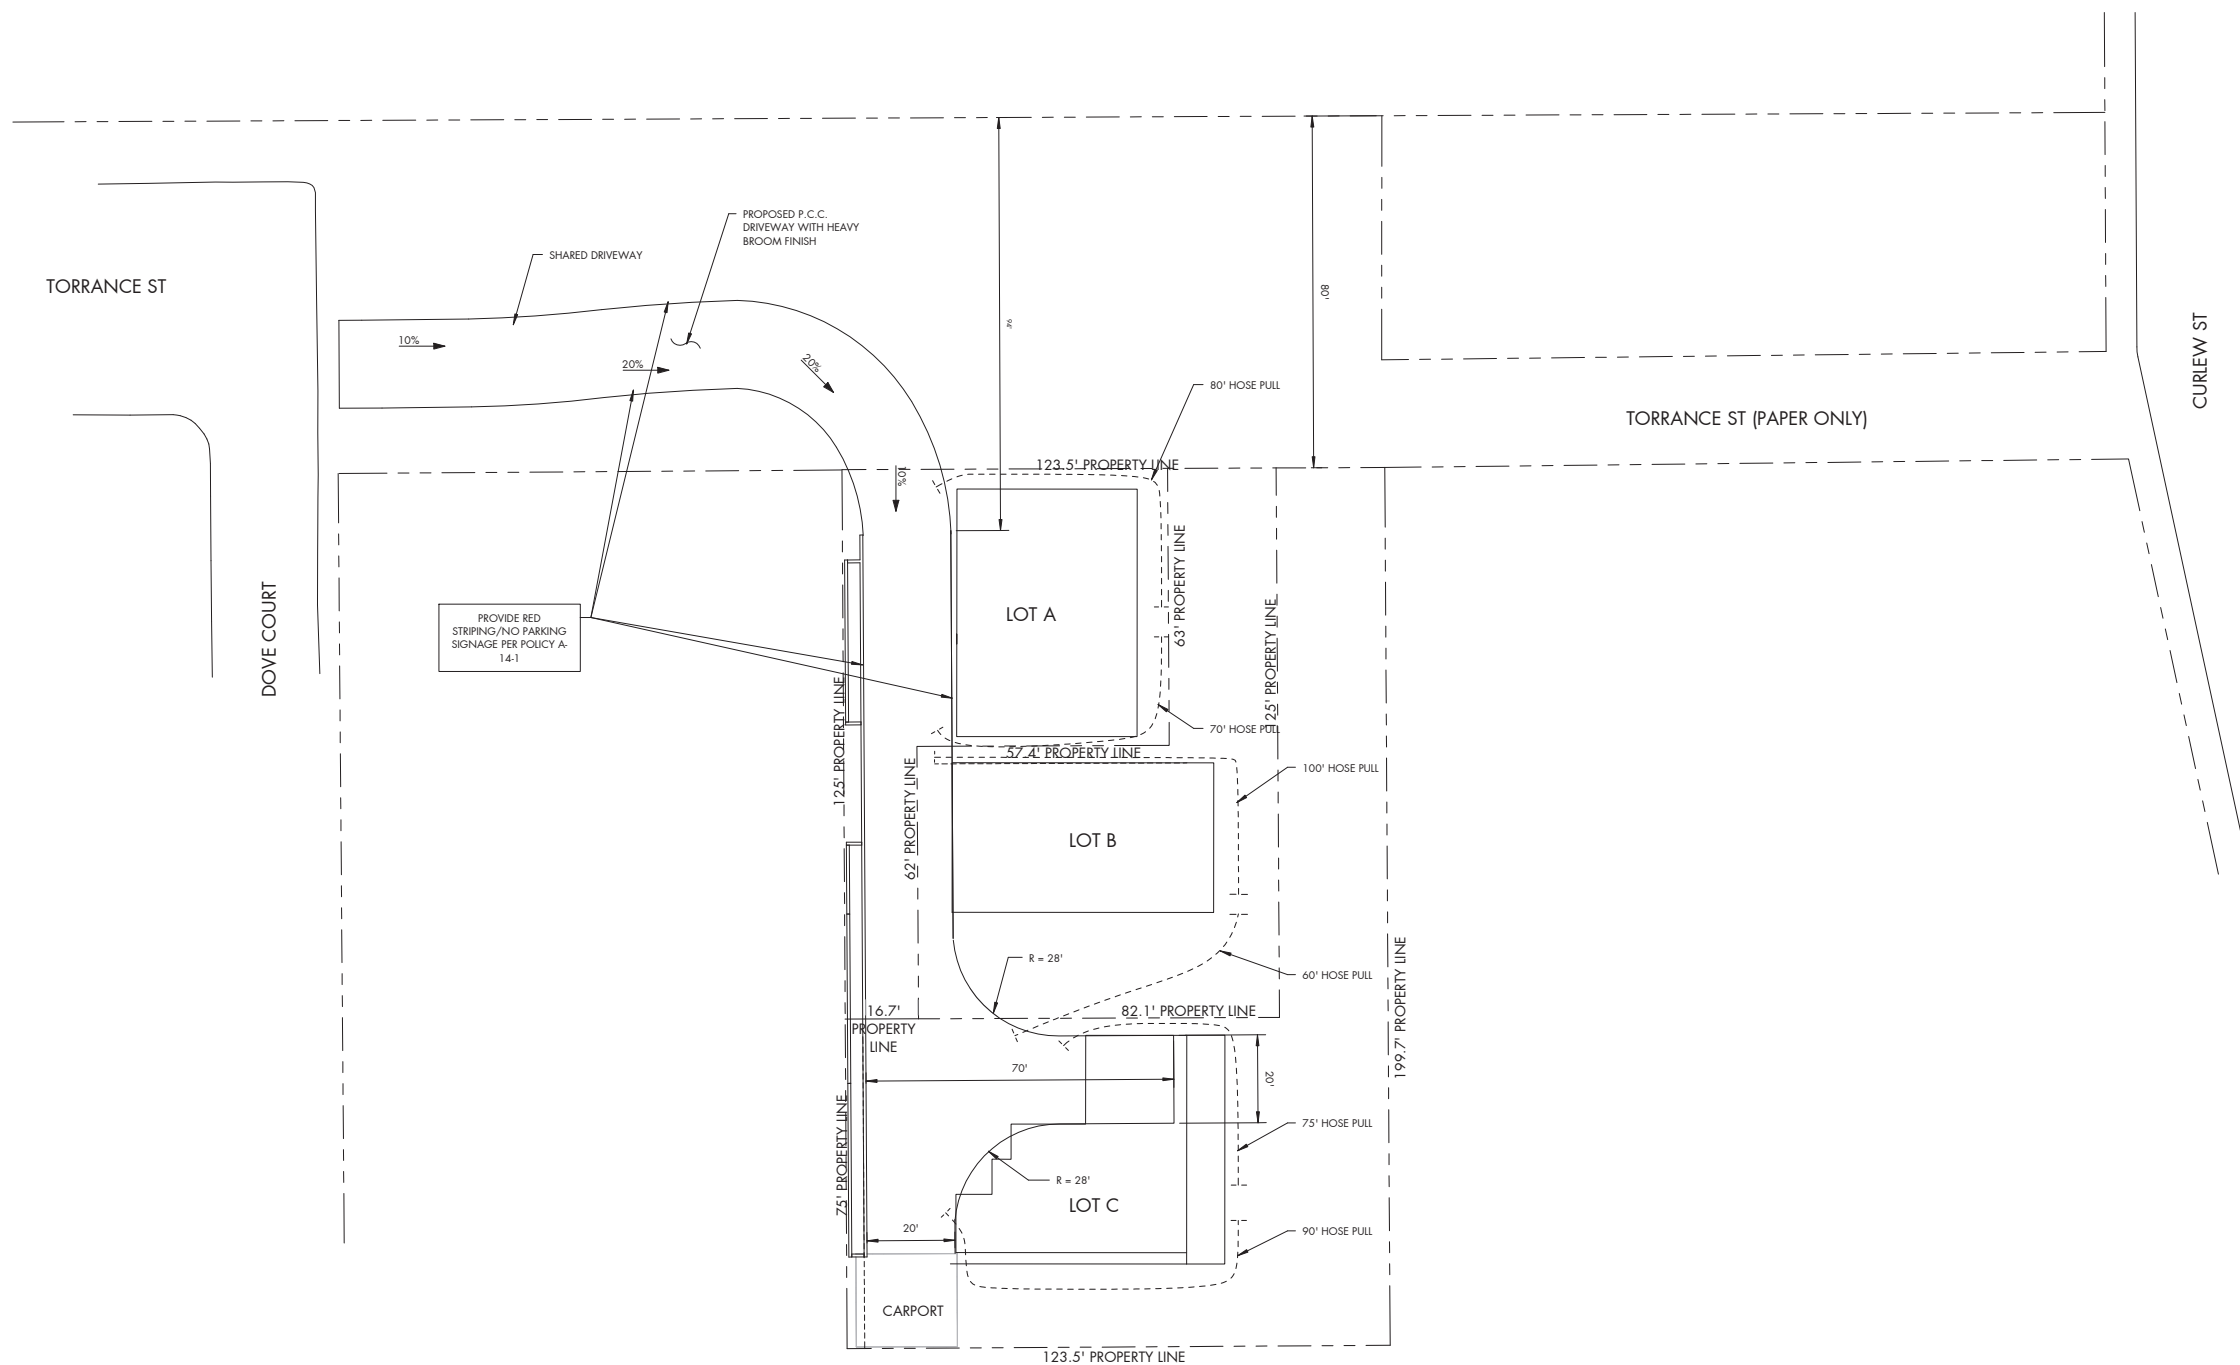 PROPOSED P.C.C.
DRIVEWAY WITH HEAVY
BROOM FINISH
SHARED DRIVEWAY
TORRANCE ST
80'
94'
10%
20%
20%
CURLEW ST
80' HOSE PULL
TORRANCE ST (PAPER ONLY)
123.5' PROPERTY LINE
10%
63' PROPERTY LINE
LOT A
PROVIDE RED
STRIPING/NO PARKING
SIGNAGE PER POLICY A-
14-1
DOVE COURT
125' PROPERTY LINE
125' PROPERTY LINE
70' HOSE PULL
57.4' PROPERTY LINE
100' HOSE PULL
62' PROPERTY LINE
LOT B
R = 28'
60' HOSE PULL
199.7' PROPERTY LINE
16.7'
PROPERTY
LINE
82.1' PROPERTY LINE
70'
20'
75' HOSE PULL
75' PROPERTY LINE
R = 28'
LOT C
20'
90' HOSE PULL
CARPORT
123.5' PROPERTY LINE